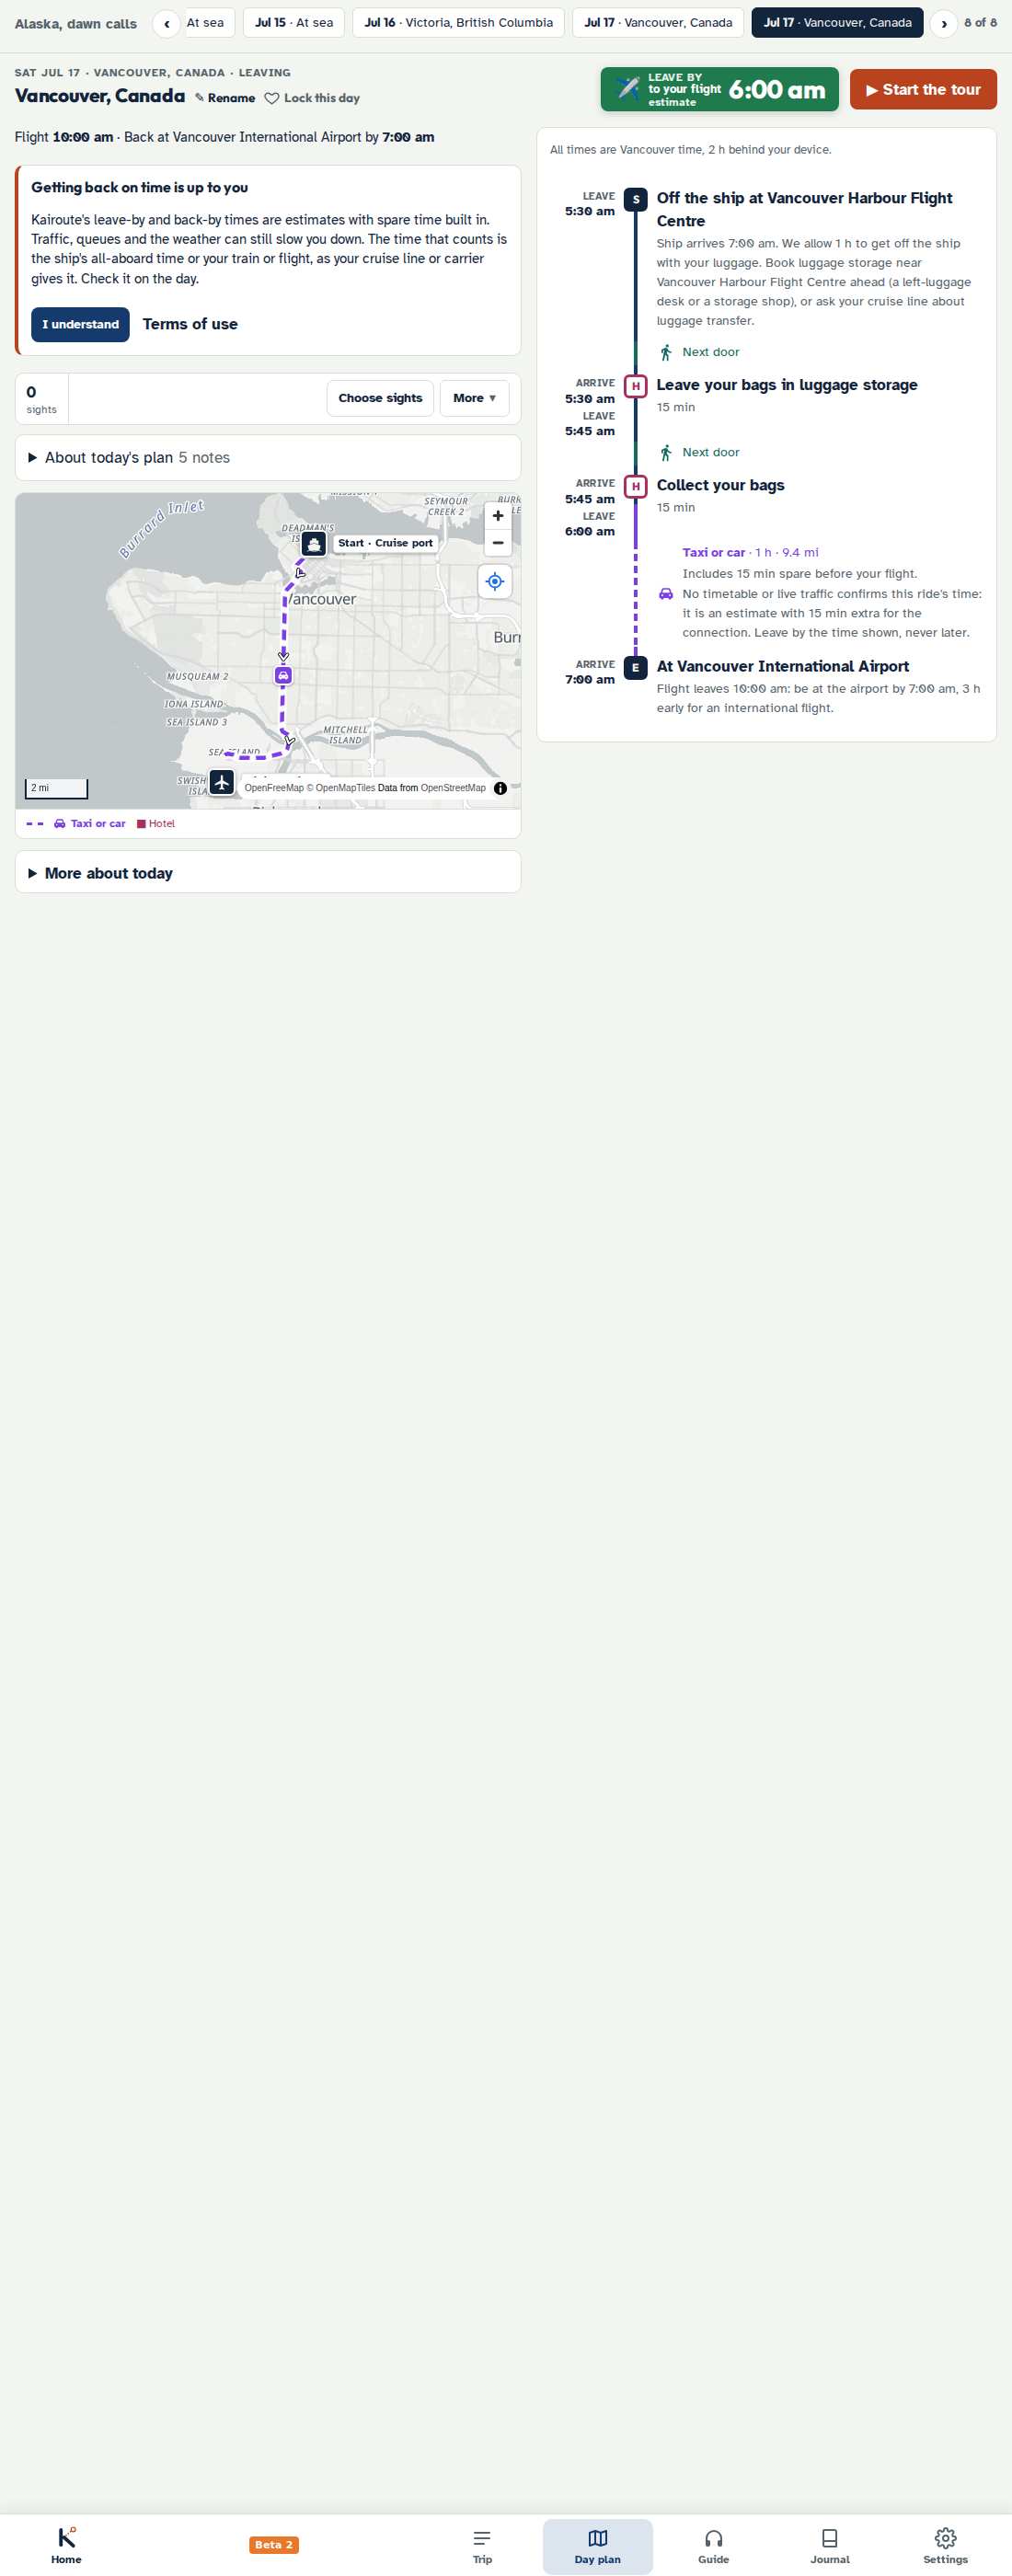 Alaska, dawn calls
‹
At sea
Jul 15 · At sea
Jul 16 · Victoria, British Columbia
Jul 17 · Vancouver, Canada
Jul 17 · Vancouver, Canada
›
8 of 8
SAT JUL 17 · VANCOUVER, CANADA · LEAVING
Vancouver, Canada
✎ Rename
Lock this day
LEAVE BY
to your flight
estimate
6:00 am
▶ Start the tour
Flight 10:00 am · Back at Vancouver International Airport by 7:00 am
Getting back on time is up to you
Kairoute's leave-by and back-by times are estimates with spare time built in.
Traffic, queues and the weather can still slow you down. The time that counts is
the ship's all-aboard time or your train or flight, as your cruise line or carrier
gives it. Check it on the day.
I understand
Terms of use
0
sights
Choose sights
More ▼
▶ About today's plan 5 notes
Burrard Inlet
SEYMOUR
CREEK 2
DEADMAN'S
Start · Cruise port
Vancouver
MUSQUEAM 2
IONA ISLAND
SEA ISLAND 3
MITCHELL
ISLAND
SEA ISLAND
2 mi
OpenFreeMap © OpenMapTiles Data from OpenStreetMap
Taxi or car
Hotel
▶ More about today
All times are Vancouver time, 2 h behind your device.
LEAVE
5:30 am
S
Off the ship at Vancouver Harbour Flight
Centre
Ship arrives 7:00 am. We allow 1 h to get off the ship
with your luggage. Book luggage storage near
Vancouver Harbour Flight Centre ahead (a left-luggage
desk or a storage shop), or ask your cruise line about
luggage transfer.
Next door
ARRIVE
5:30 am
LEAVE
5:45 am
H
Leave your bags in luggage storage
15 min
Next door
ARRIVE
5:45 am
LEAVE
6:00 am
H
Collect your bags
15 min
Taxi or car · 1 h · 9.4 mi
Includes 15 min spare before your flight.
No timetable or live traffic confirms this ride's time:
it is an estimate with 15 min extra for the
connection. Leave by the time shown, never later.
ARRIVE
7:00 am
E
At Vancouver International Airport
Flight leaves 10:00 am: be at the airport by 7:00 am, 3 h
early for an international flight.
Home
Beta 2
Trip
Day plan
Guide
Journal
Settings